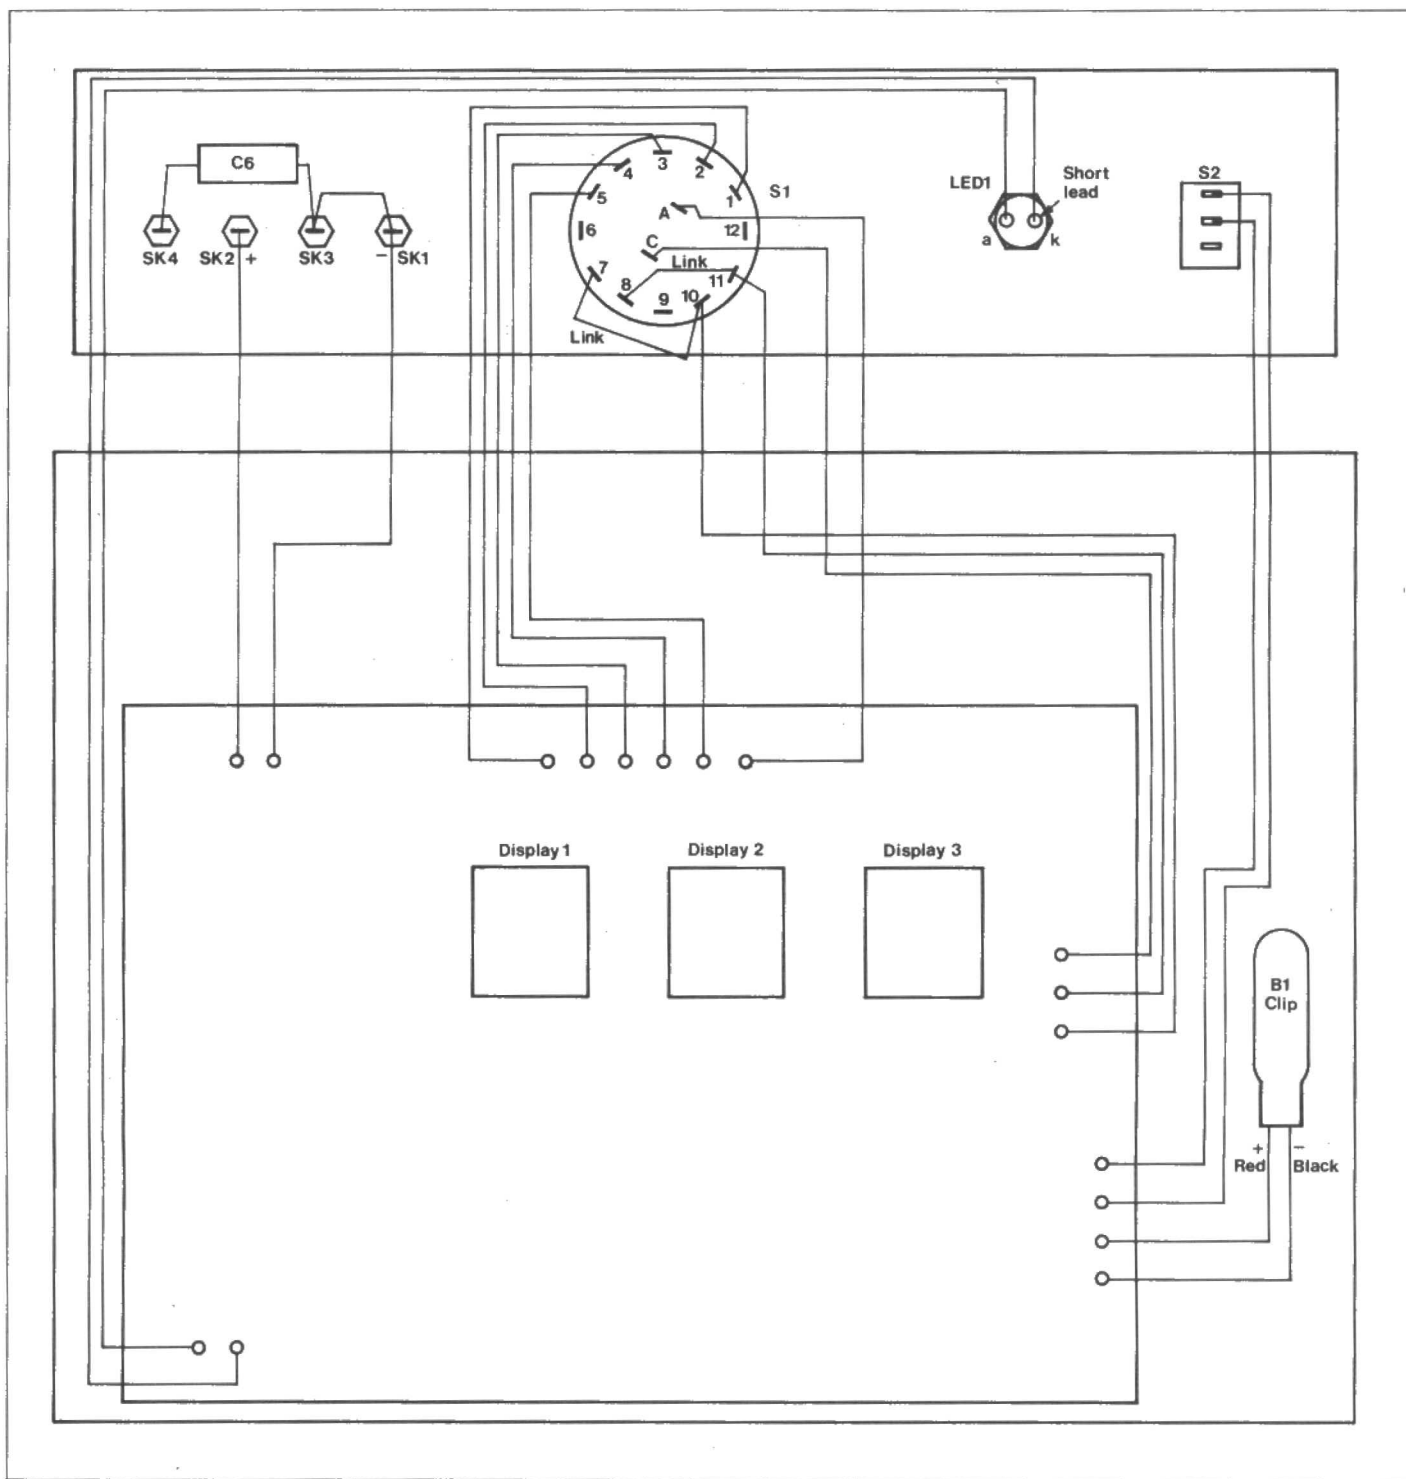 C6
SK4
SK2 +
SK3
– SK1
1
2
3
4
5
6
7
8
9
10
11
12
A
C
S1
Link
Link
LED1
Short
lead
a
k
S2
Display 1
Display 2
Display 3
B1
Clip
+
Red
–
Black